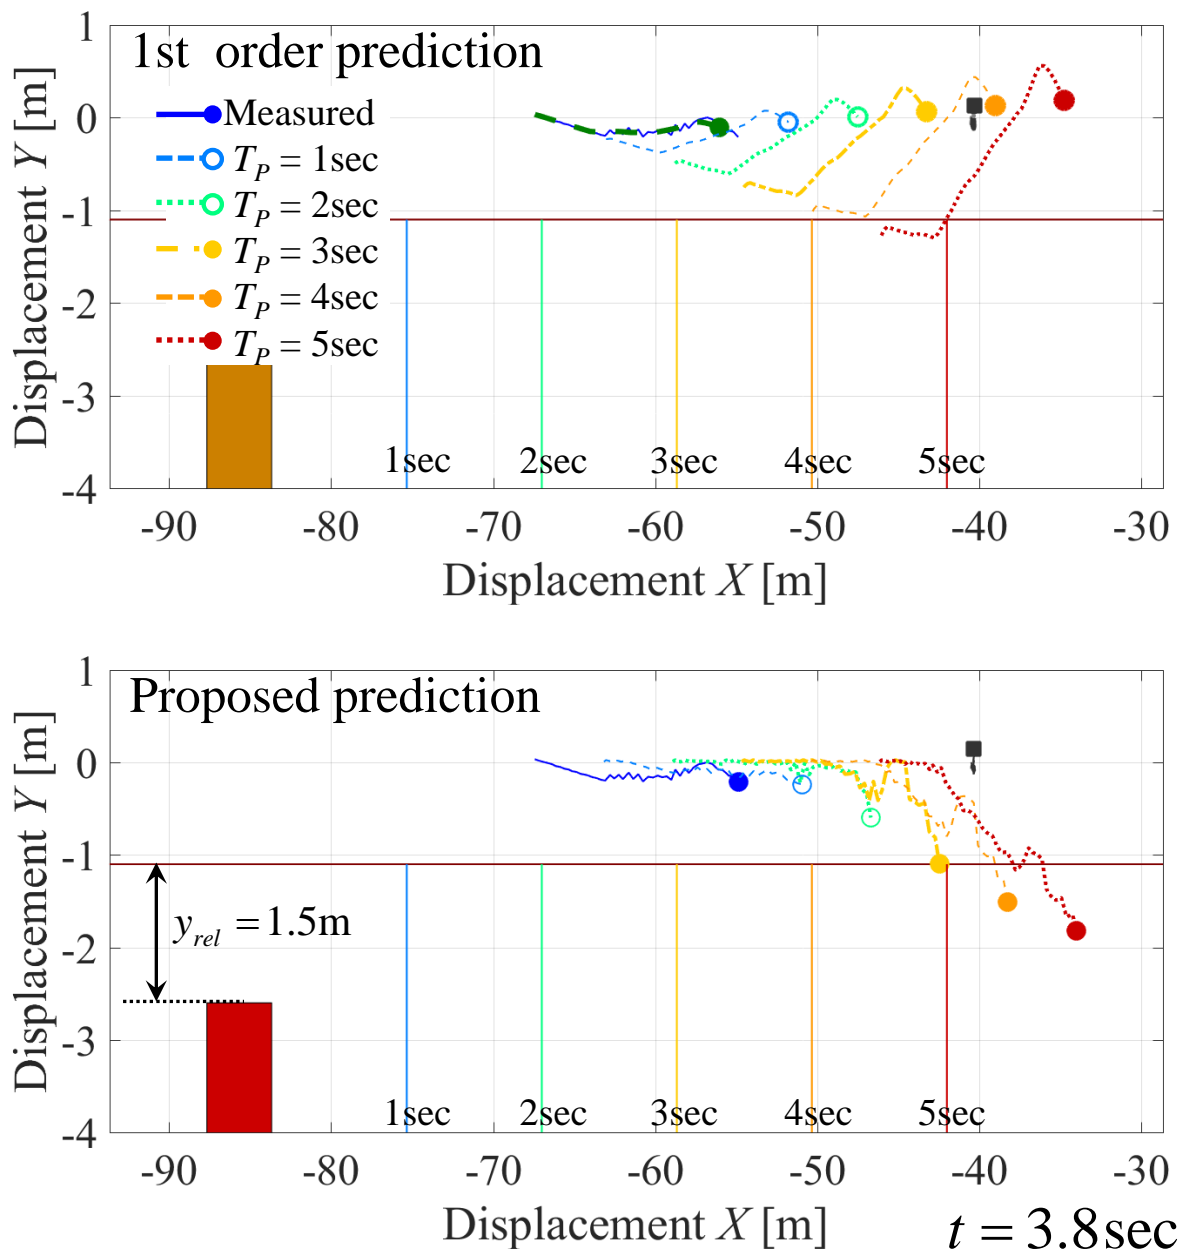 1st order prediction
Measured
T_P = 1sec
T_P = 2sec
T_P = 3sec
T_P = 4sec
T_P = 5sec
1
0
-1
-2
-3
-4
Displacement Y [m]
1sec 2sec 3sec 4sec 5sec
-90 -80 -70 -60 -50 -40 -30
Displacement X [m]
Proposed prediction
1
0
-1
-2
-3
-4
Displacement Y [m]
y_rel = 1.5m
1sec 2sec 3sec 4sec 5sec
-90 -80 -70 -60 -50 -40 -30
Displacement X [m]
t = 3.8sec